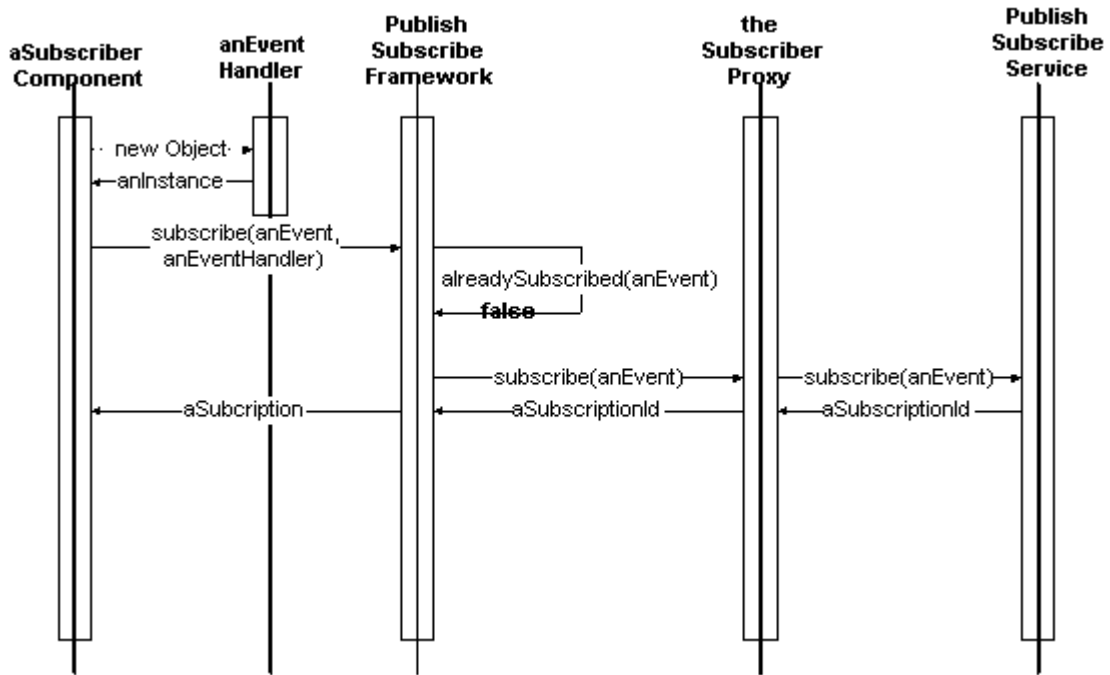 aSubscriber
Component
anEvent
Handler
Publish
Subscribe
Framework
the
Subscriber
Proxy
Publish
Subscribe
Service
new Object
anInstance
subscribe(anEvent,
anEventHandler)
alreadySubscribed(anEvent)
false
subscribe(anEvent)
subscribe(anEvent)
aSubcription
aSubscriptionId
aSubscriptionId